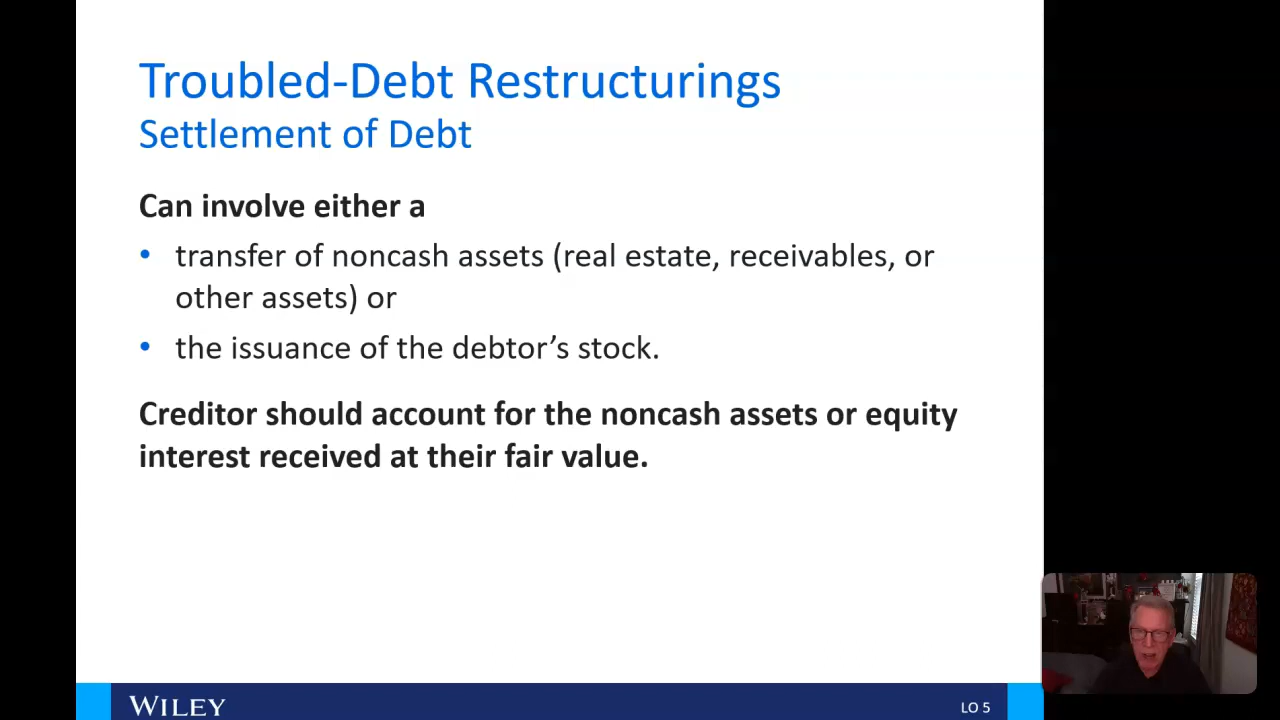 Troubled-Debt Restructurings
Settlement of Debt
Can involve either a
• transfer of noncash assets (real estate, receivables, or
other assets) or
• the issuance of the debtor’s stock.
Creditor should account for the noncash assets or equity
interest received at their fair value.
WILEY
LO 5